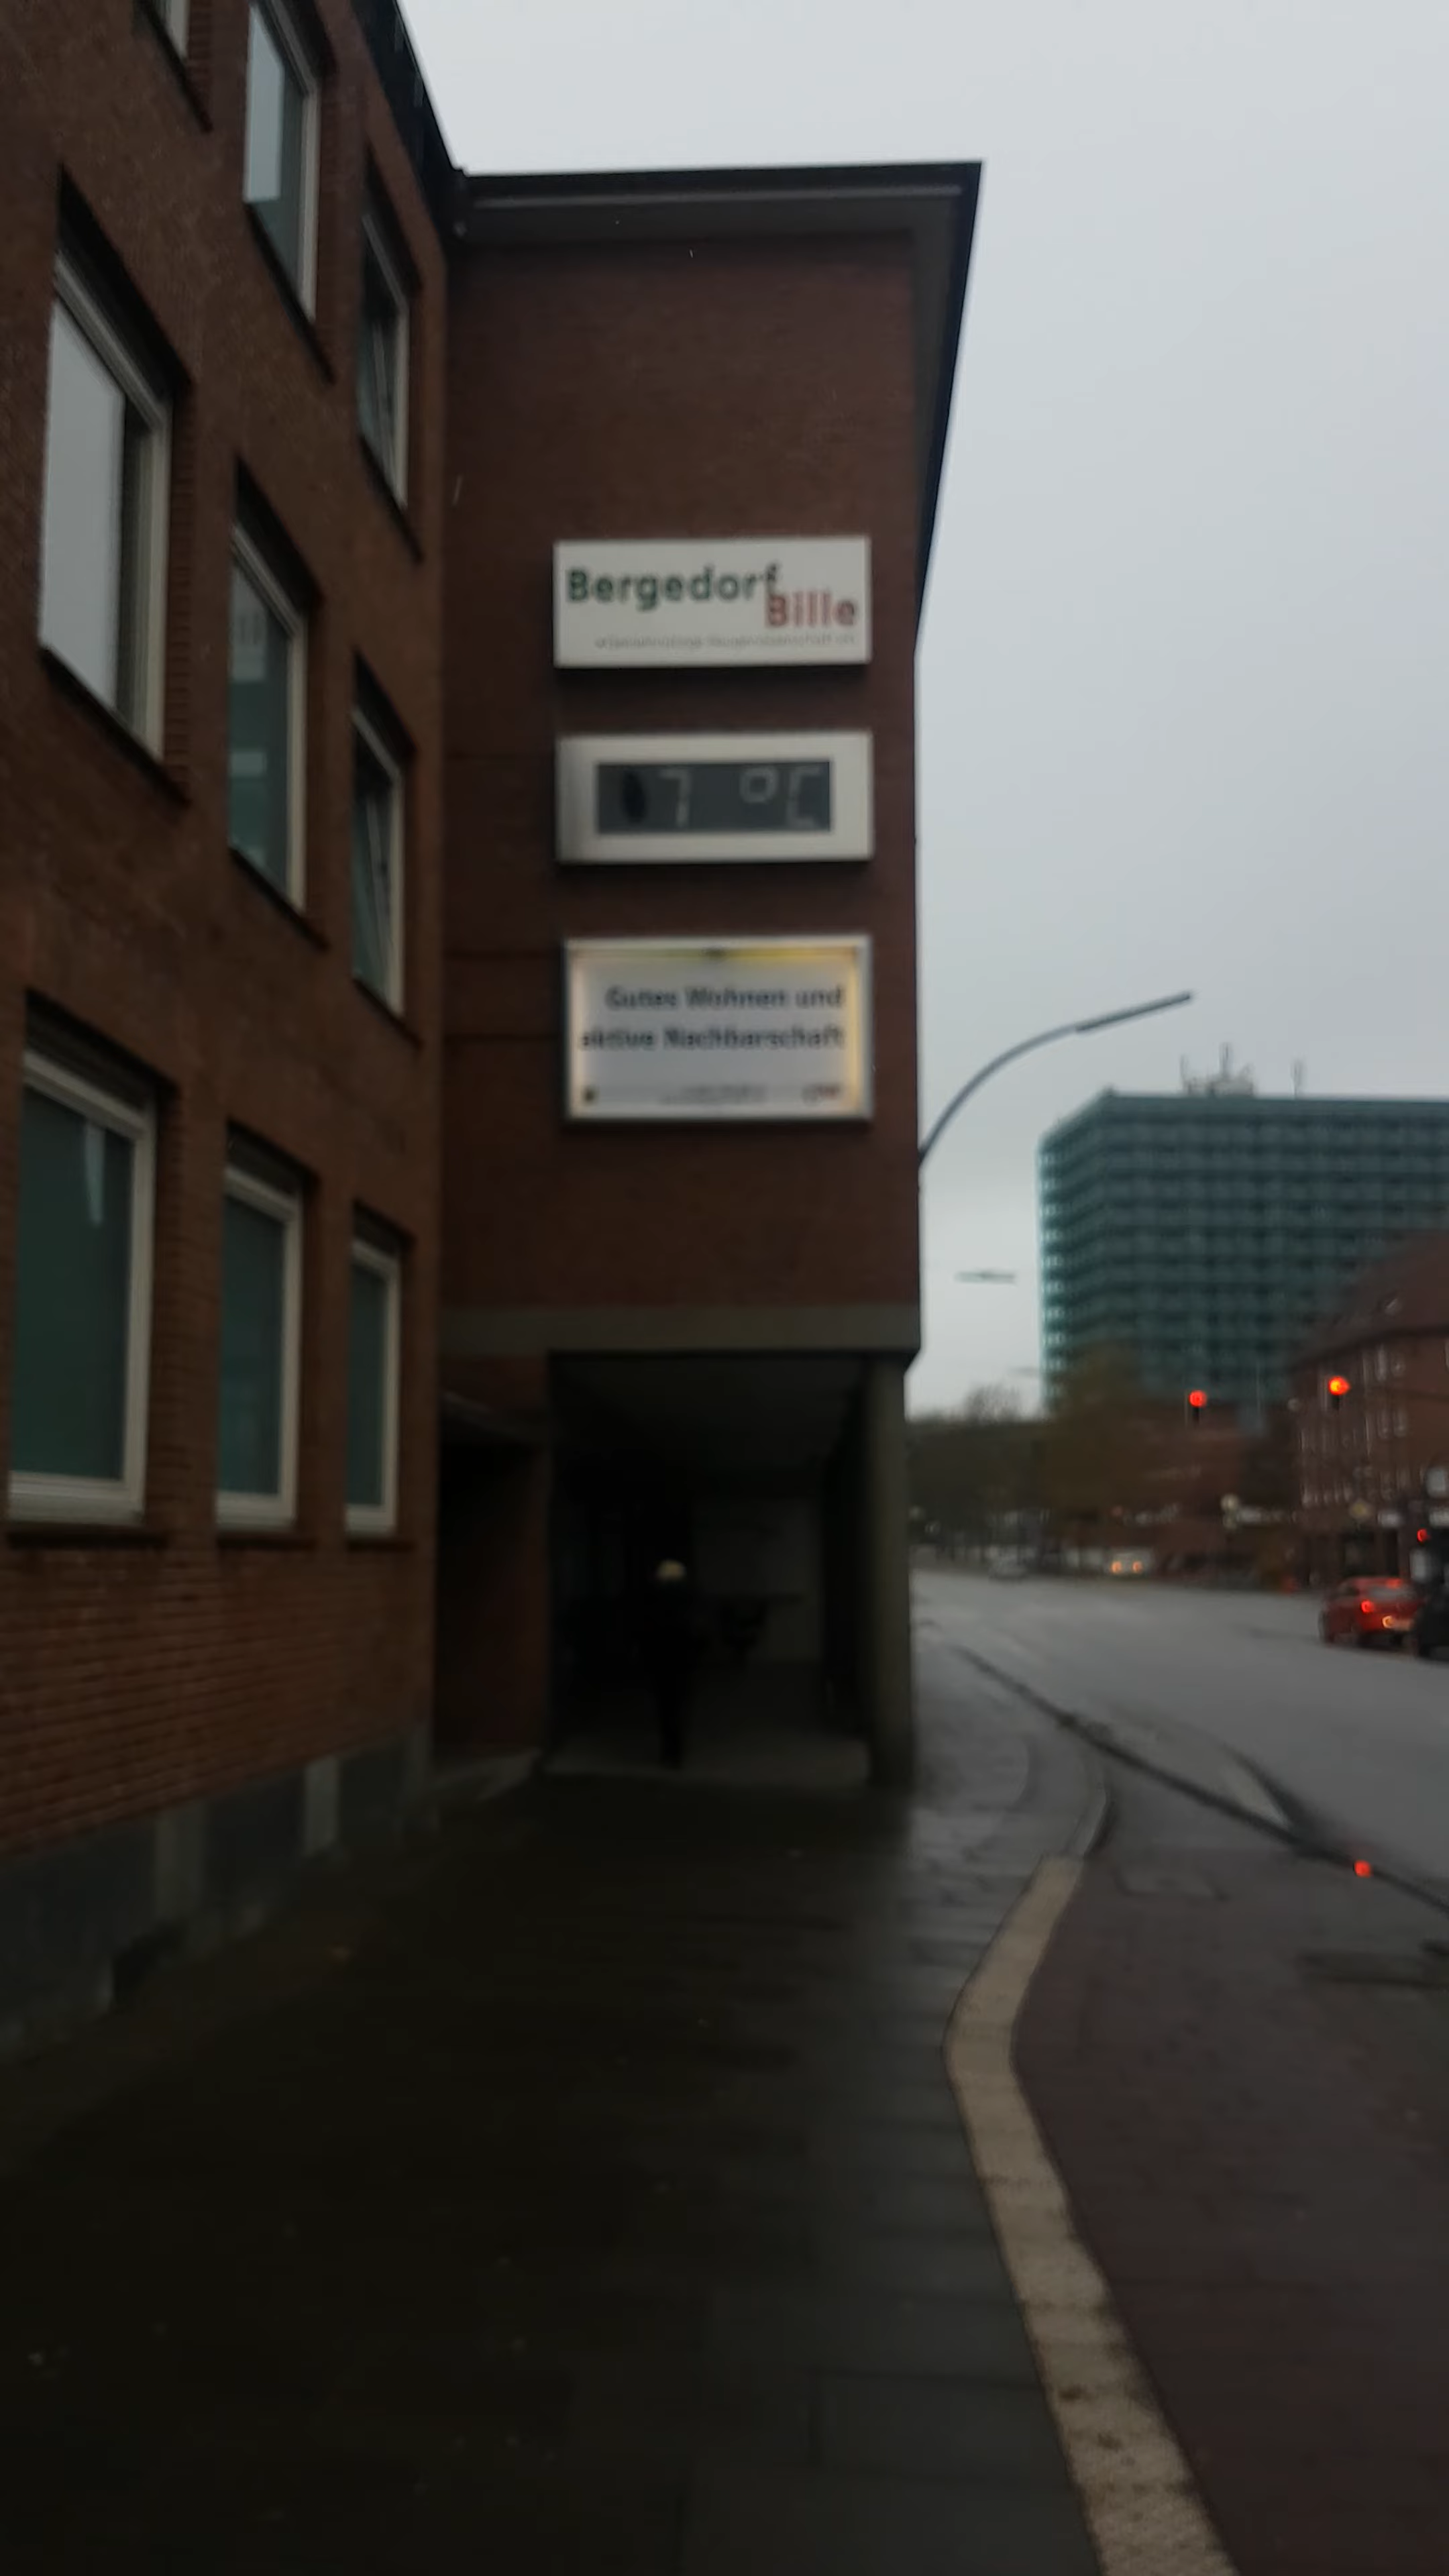 Bergedorf
Bille
7 °C
Gutes Wohnen und
aktive Nachbarschaft